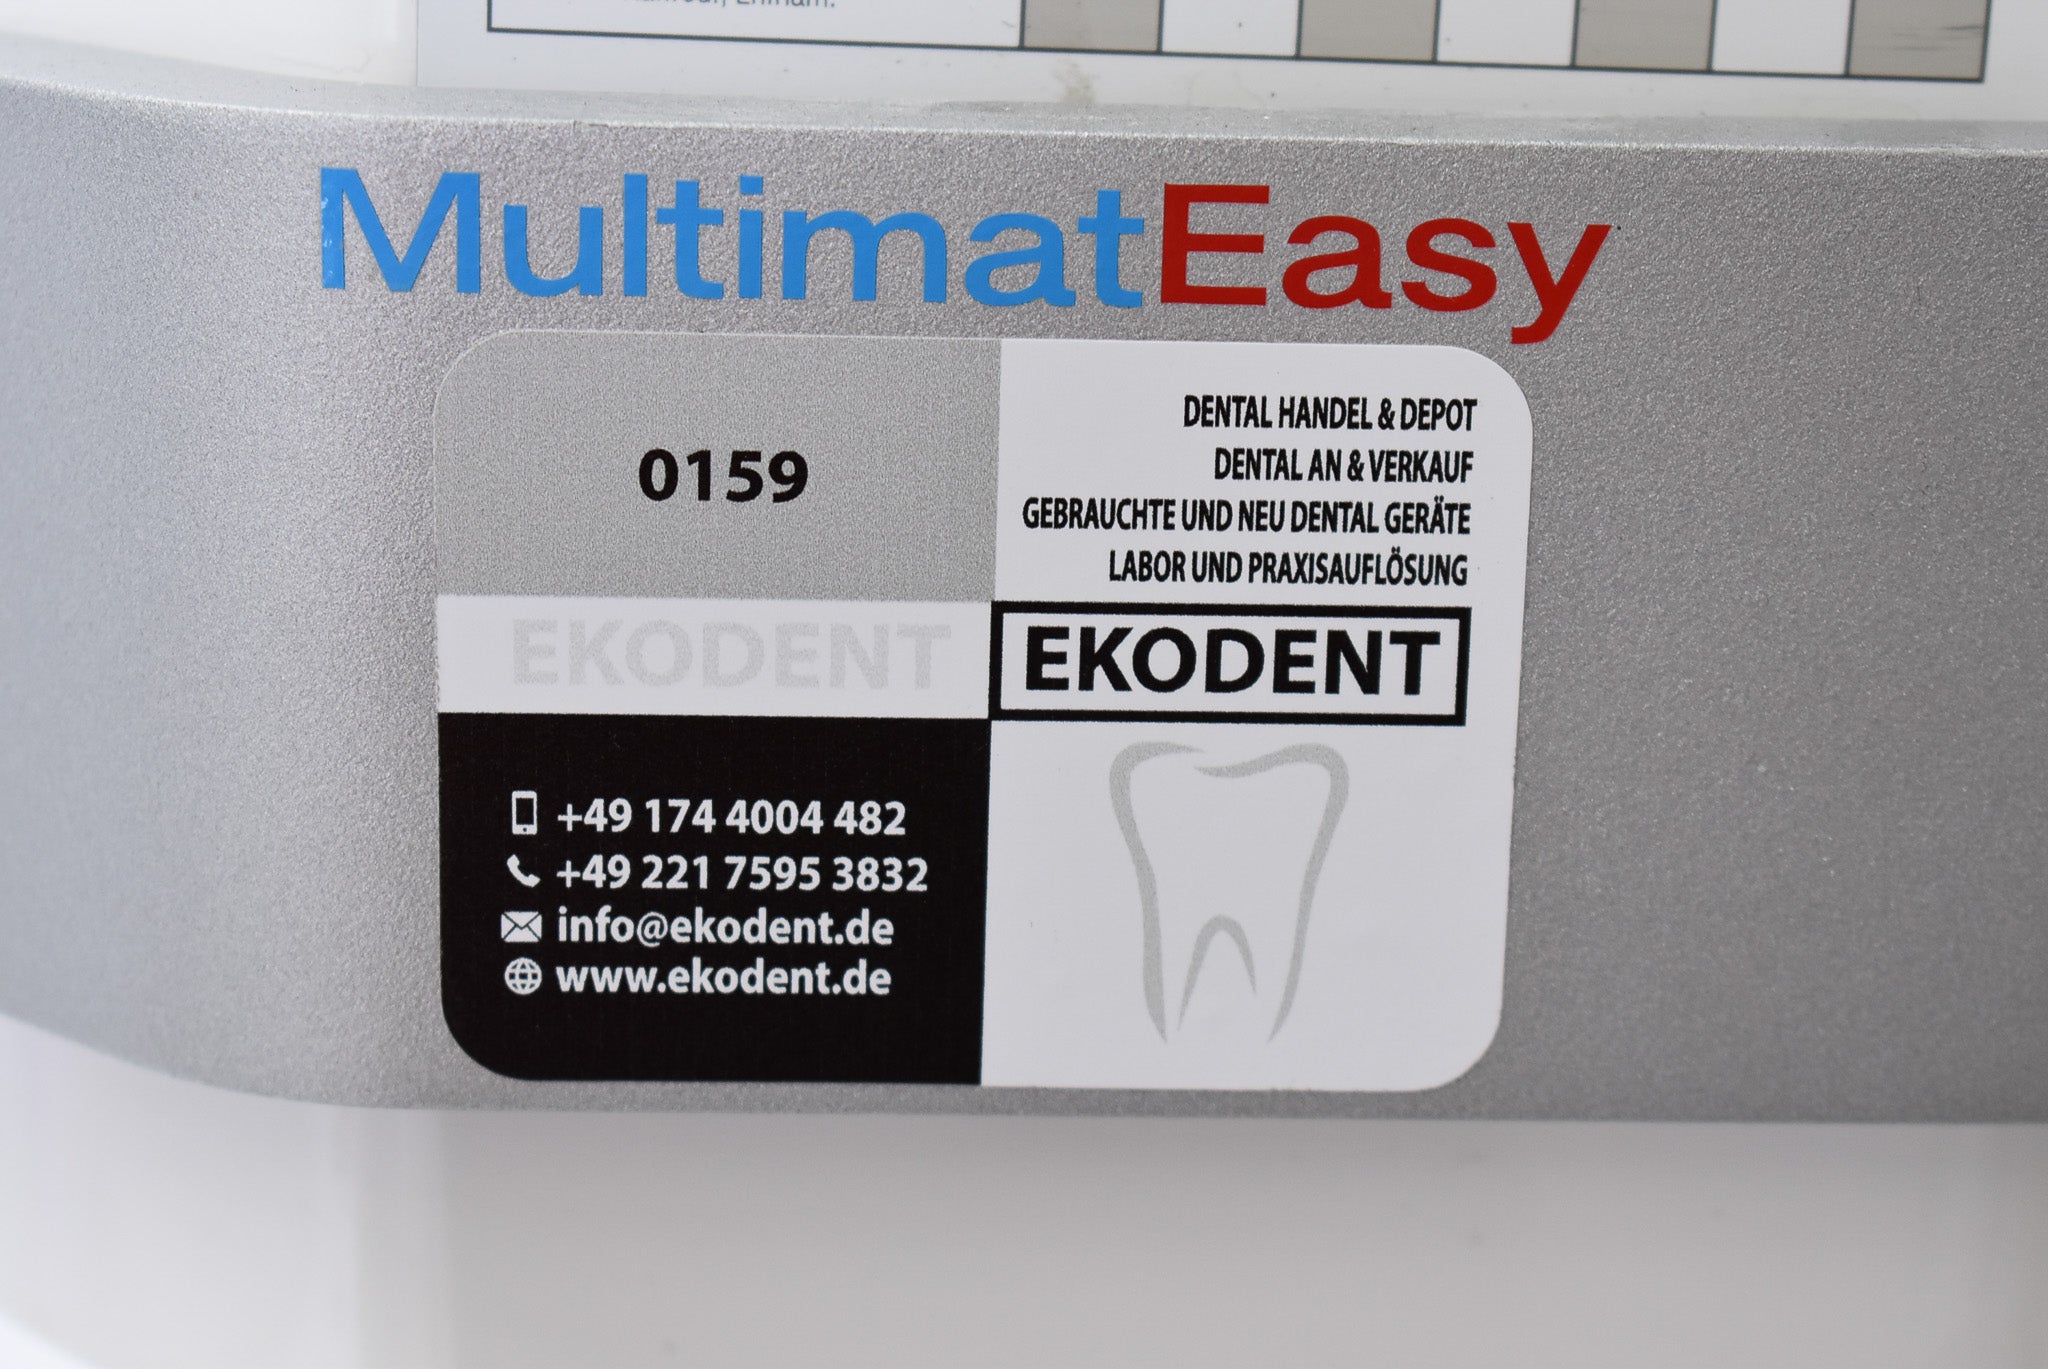 MultimatEasy
0159
DENTAL HANDEL & DEPOT
DENTAL AN & VERKAUF
GEBRAUCHTE UND NEU DENTAL GERÄTE
LABOR UND PRAXISAUFLÖSUNG
EKODENT
EKODENT
+49 174 4004 482
+49 221 7595 3832
info@ekodent.de
www.ekodent.de